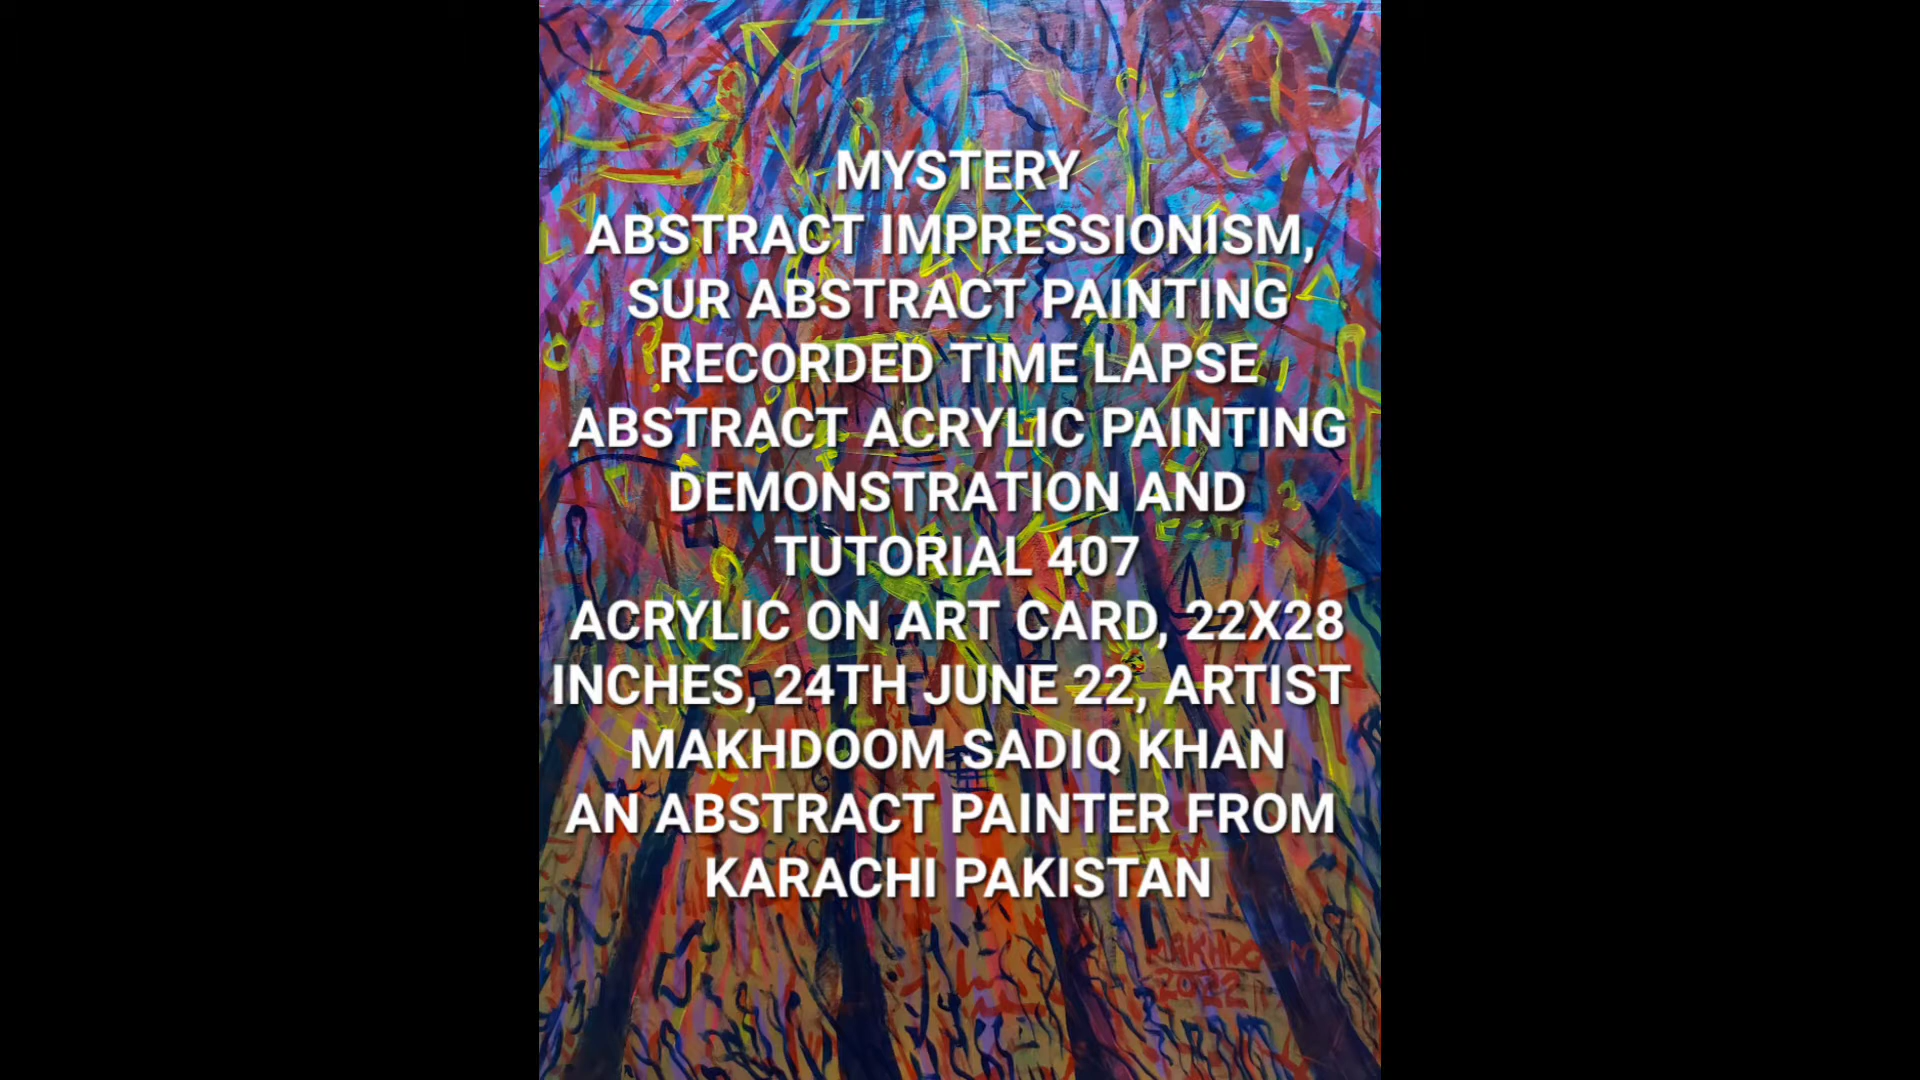 MYSTERY
ABSTRACT IMPRESSIONISM,
SUR ABSTRACT PAINTING
RECORDED TIME LAPSE
ABSTRACT ACRYLIC PAINTING
DEMONSTRATION AND
TUTORIAL 407
ACRYLIC ON ART CARD, 22X28
INCHES, 24TH JUNE 22, ARTIST
MAKHDOOM SADIQ KHAN
AN ABSTRACT PAINTER FROM
KARACHI PAKISTAN
2022